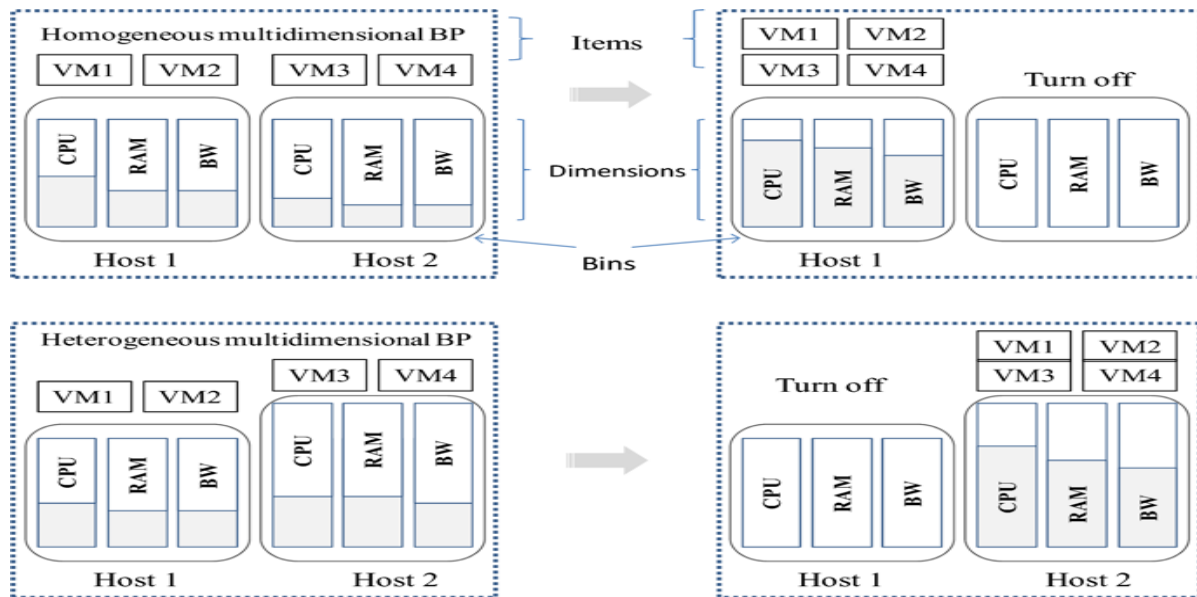 Homogeneous multidimensional BP
VM1 VM2 VM3 VM4
CPU RAM BW CPU RAM BW
Host 1 Host 2
Items
Dimensions
Bins
VM1 VM2
VM3 VM4
Turn off
CPU RAM BW CPU RAM BW
Host 1
Heterogeneous multidimensional BP
VM3 VM4
VM1 VM2
CPU RAM BW CPU RAM BW
Host 1 Host 2
VM1 VM2
VM3 VM4
Turn off
CPU RAM BW CPU RAM BW
Host 1 Host 2